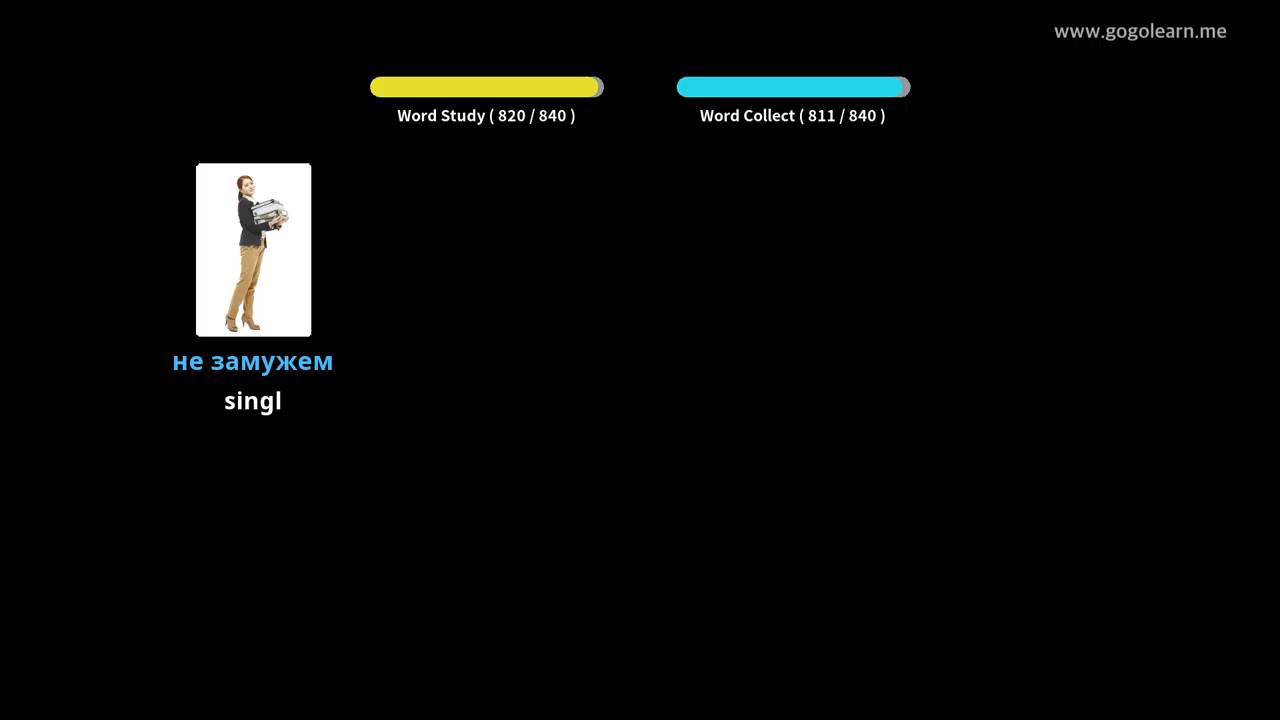 www.gogolearn.me
Word Study ( 820 / 840 )
Word Collect ( 811 / 840 )
не замужем
singl